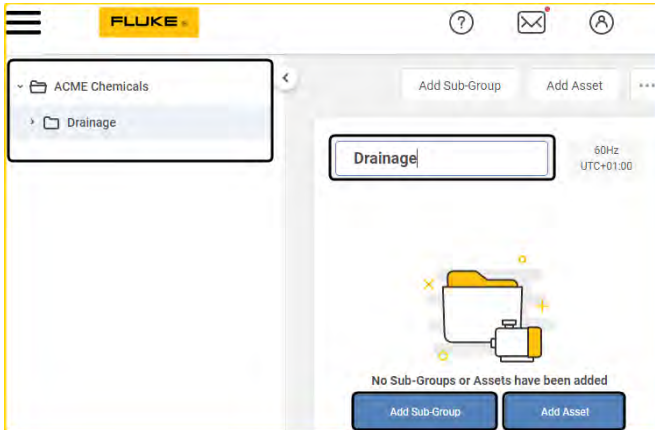 FLUKE ®
ACME Chemicals
Drainage
Add Sub-Group
Add Asset
Drainage
60Hz
UTC+01:00
No Sub-Groups or Assets have been added
Add Sub-Group
Add Asset